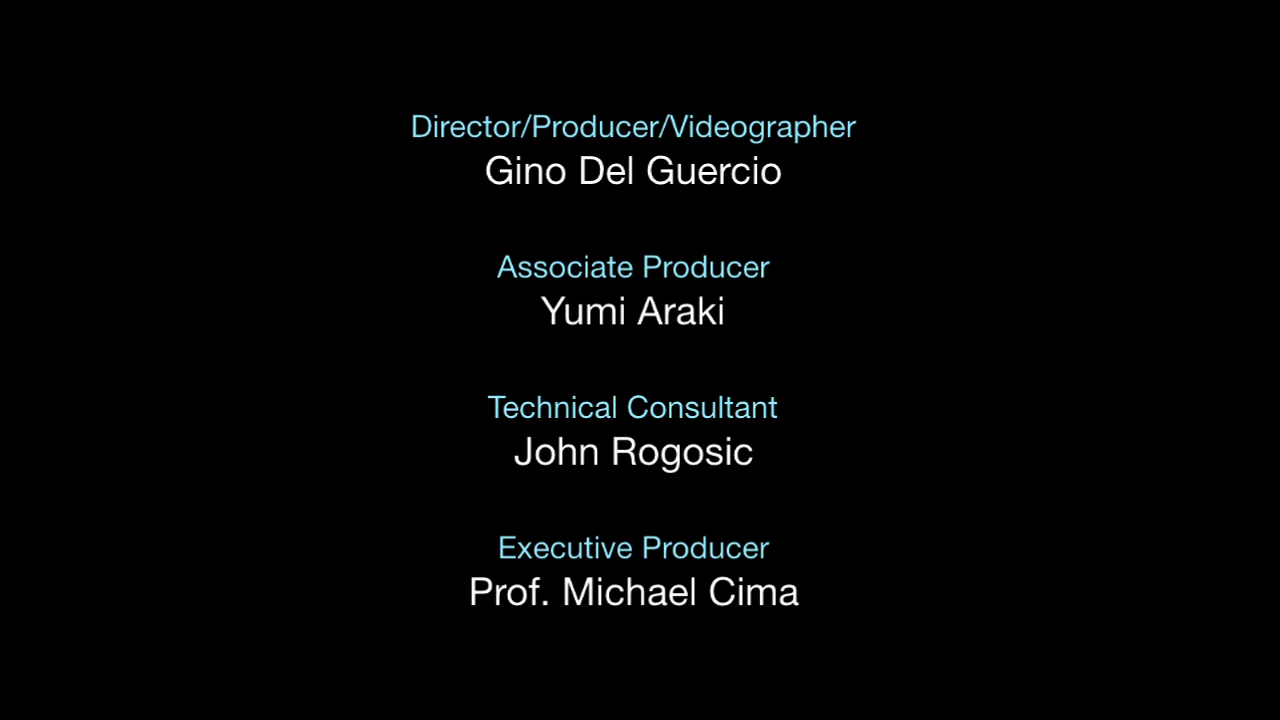 Director/Producer/Videographer
Gino Del Guercio
Associate Producer
Yumi Araki
Technical Consultant
John Rogosic
Executive Producer
Prof. Michael Cima